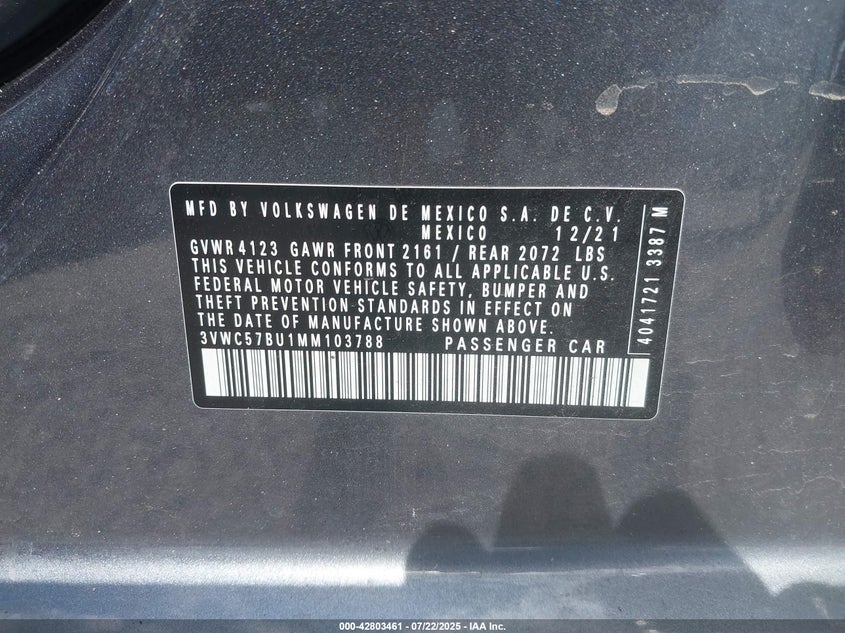 MFD BY VOLKSWAGEN DE MEXICO S.A. DE C.V.
MEXICO 12/21
GVWR 4123 GAWR FRONT 2161 / REAR 2072 LBS
THIS VEHICLE CONFORMS TO ALL APPLICABLE U.S.
FEDERAL MOTOR VEHICLE SAFETY, BUMPER AND
THEFT PREVENTION STANDARDS IN EFFECT ON
THE DATE OF MANUFACTURE SHOWN ABOVE.
3VWC57BU1MM103788 PASSENGER CAR
4041721 3387 M
000-42803461 - 07/22/2025 - IAA Inc.